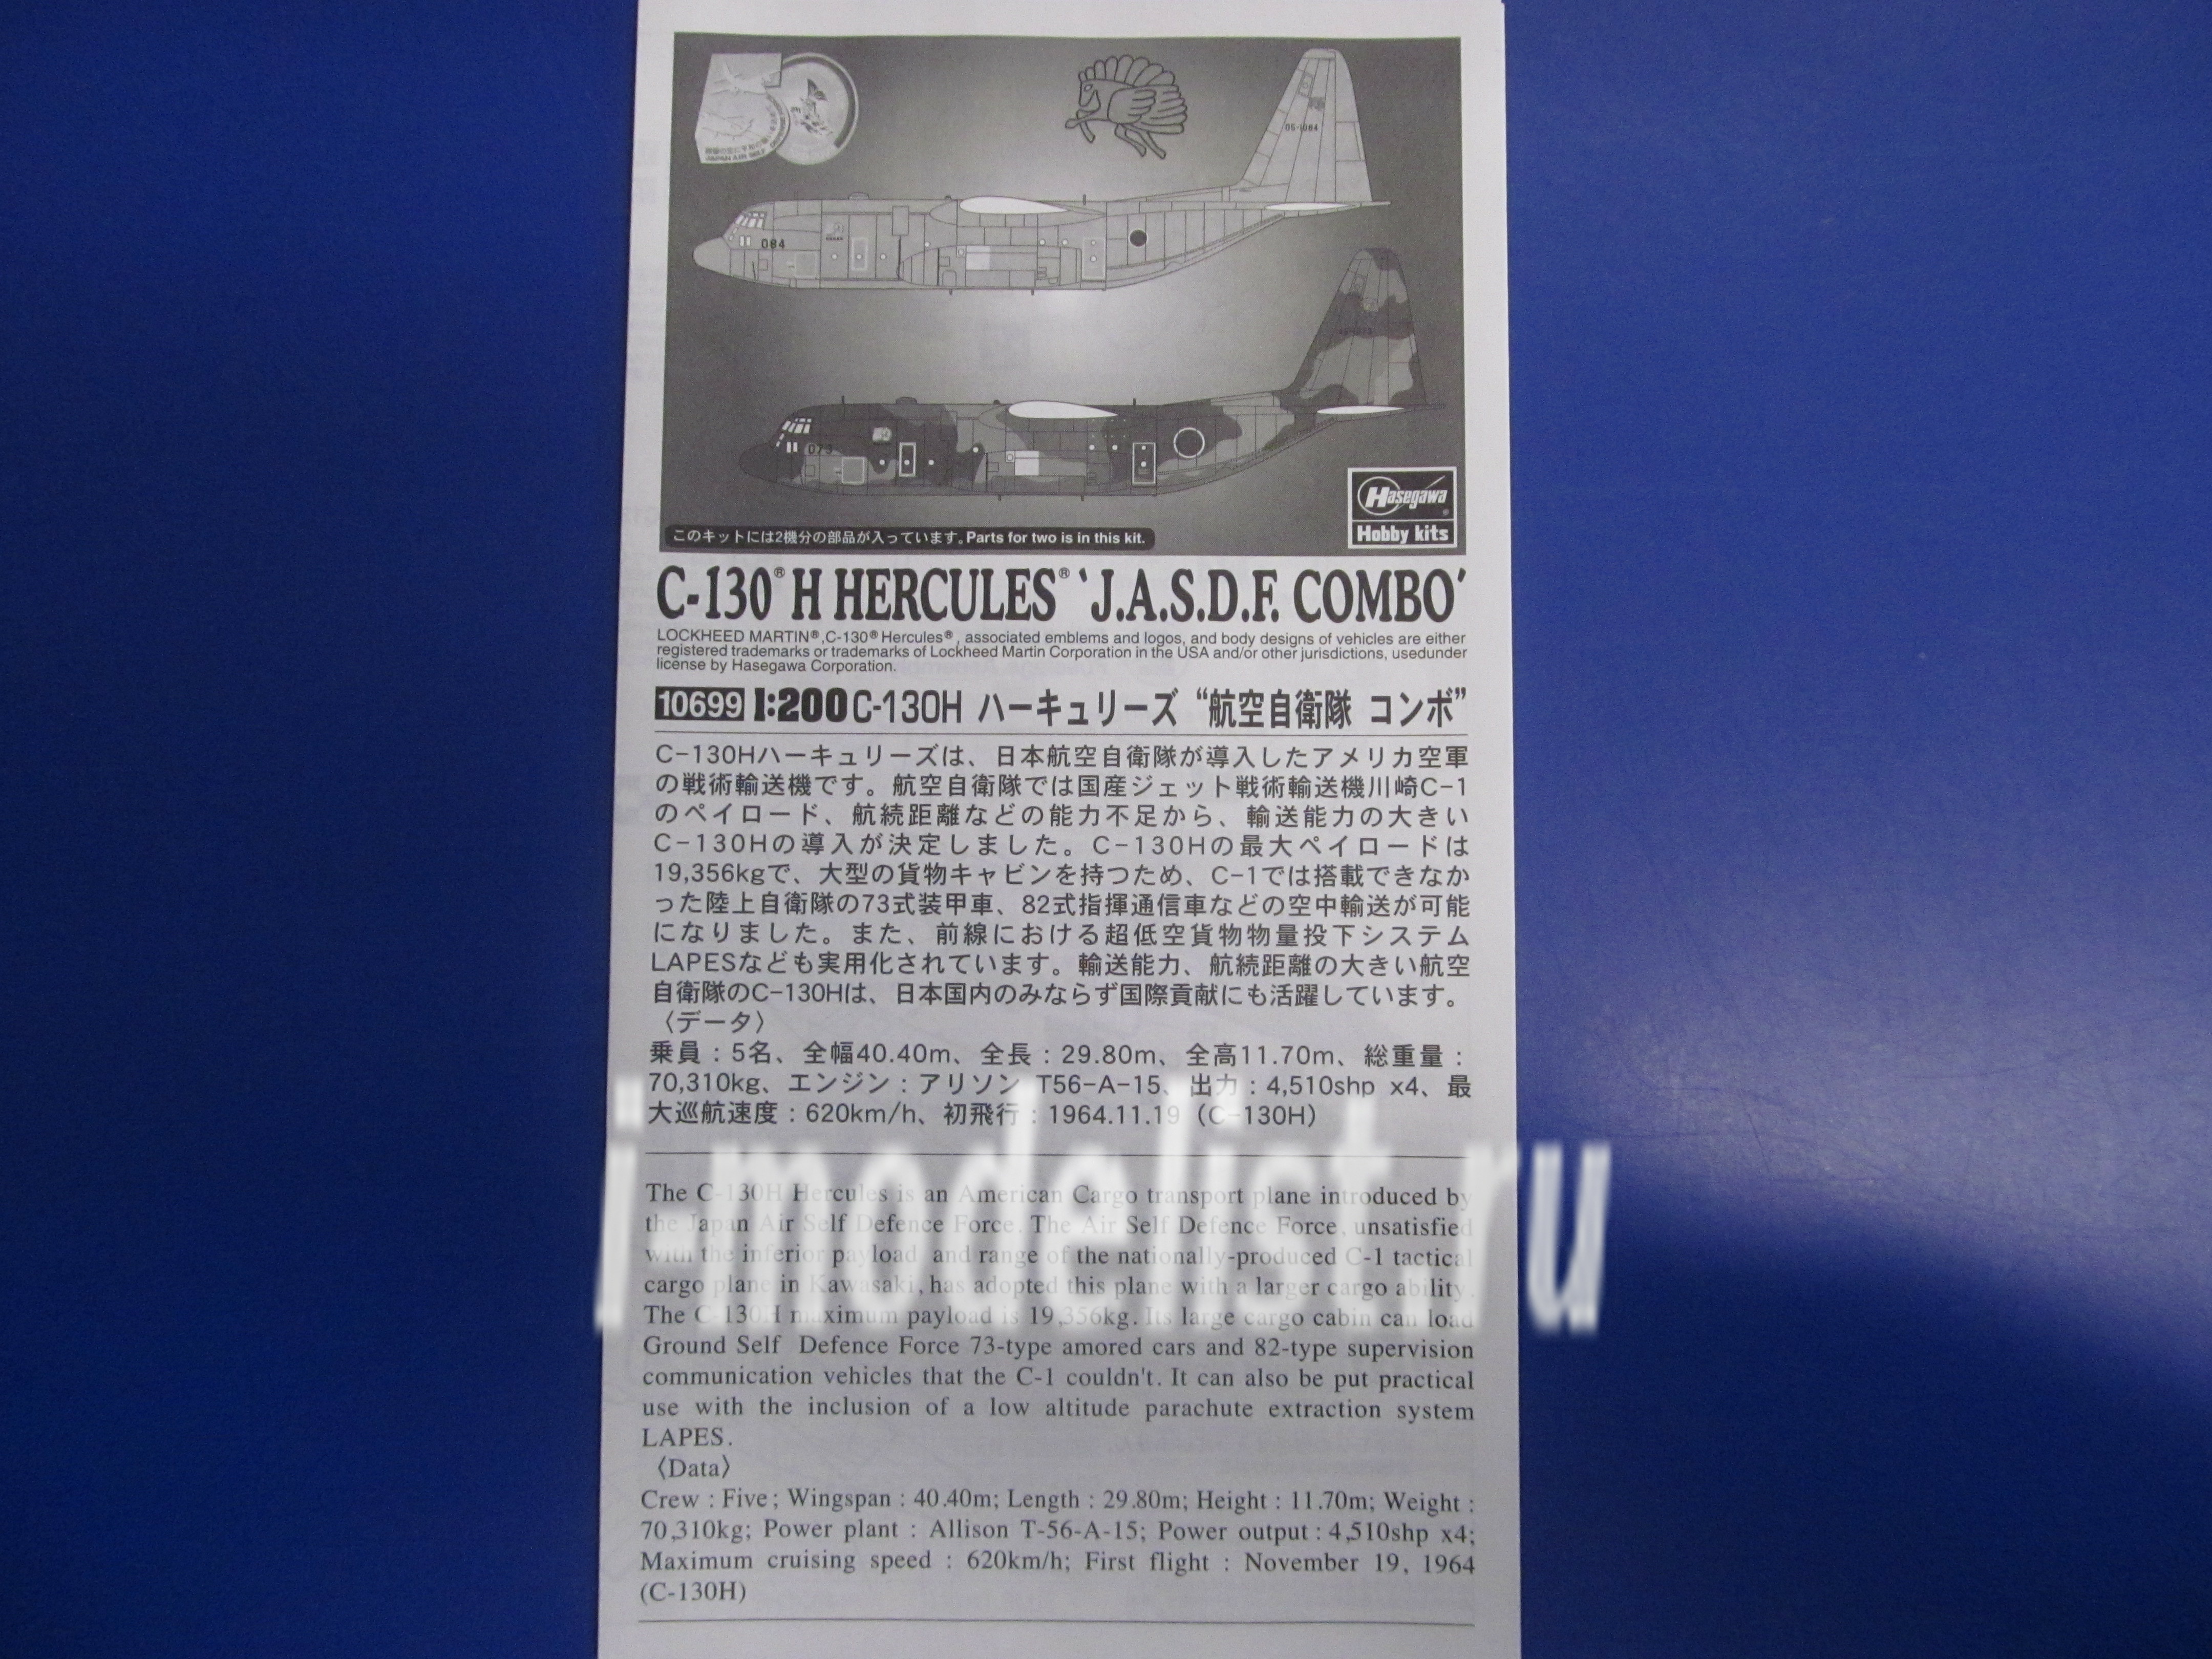 05-1084
084
073
Hasegawa
Hobby kits
このキットには2機分の部品が入っています。Parts for two is in this kit.
C-130® H HERCULES® ‘J.A.S.D.F. COMBO’
LOCKHEED MARTIN®,C-130® Hercules®, associated emblems and logos, and body designs of vehicles are either
registered trademarks or trademarks of Lockheed Martin Corporation in the USA and/or other jurisdictions, usedunder
license by Hasegawa Corporation.
10699 1:200 C-130H ハーキュリーズ “航空自衛隊 コンボ”
C-130Hハーキュリーズは、日本航空自衛隊が導入したアメリカ空軍
の戦術輸送機です。航空自衛隊では国産ジェット戦術輸送機川崎C-1
のペイロード、航続距離などの能力不足から、輸送能力の大きい
C-130Hの導入が決定しました。C-130Hの最大ペイロードは
19,356kgで、大型の貨物キャビンを持つため、C-1では搭載できなか
った陸上自衛隊の73式装甲車、82式指揮通信車などの空中輸送が可能
になりました。また、前線における超低空貨物物量投下システム
LAPESなども実用化されています。輸送能力、航続距離の大きい航空
自衛隊のC-130Hは、日本国内のみならず国際貢献にも活躍しています。
〈データ〉
乗員：5名、全幅40.40m、全長：29.80m、全高11.70m、総重量：
70,310kg、エンジン：アリソン T56-A-15、出力：4,510shp x4、最
大巡航速度：620km/h、初飛行：1964.11.19（C-130H）
j-modelist.ru
The C-130H Hercules is an American Cargo transport plane introduced by
the Japan Air Self Defence Force. The Air Self Defence Force, unsatisfied
with the inferior payload and range of the nationally-produced C-1 tactical
cargo plane in Kawasaki, has adopted this plane with a larger cargo ability.
The C-130H maximum payload is 19,356kg. Its large cargo cabin can load
Ground Self Defence Force 73-type amored cars and 82-type supervision
communication vehicles that the C-1 couldn't. It can also be put practical
use with the inclusion of a low altitude parachute extraction system
LAPES.
〈Data〉
Crew : Five; Wingspan : 40.40m; Length : 29.80m; Height : 11.70m; Weight :
70,310kg; Power plant : Allison T-56-A-15; Power output : 4,510shp x4;
Maximum cruising speed : 620km/h; First flight : November 19, 1964
(C-130H)